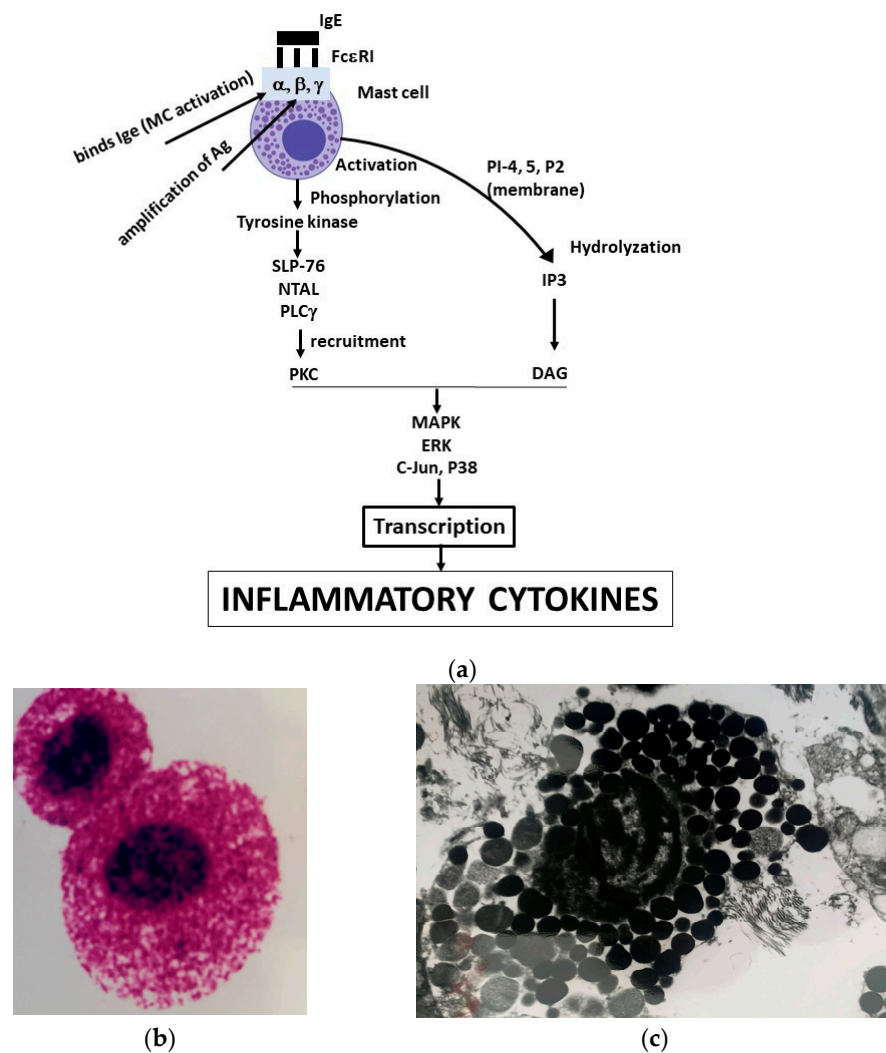 IgE
FcεRI
α, β, γ
Mast cell
binds Ige (MC activation)
amplification of Ag
Activation
PI-4, 5, P2
(membrane)
Phosphorylation
Tyrosine kinase
Hydrolyzation
SLP-76
NTAL
PLCγ
IP3
recruitment
PKC
DAG
MAPK
ERK
C-Jun, P38
Transcription
INFLAMMATORY CYTOKINES
(a)
(b)
(c)